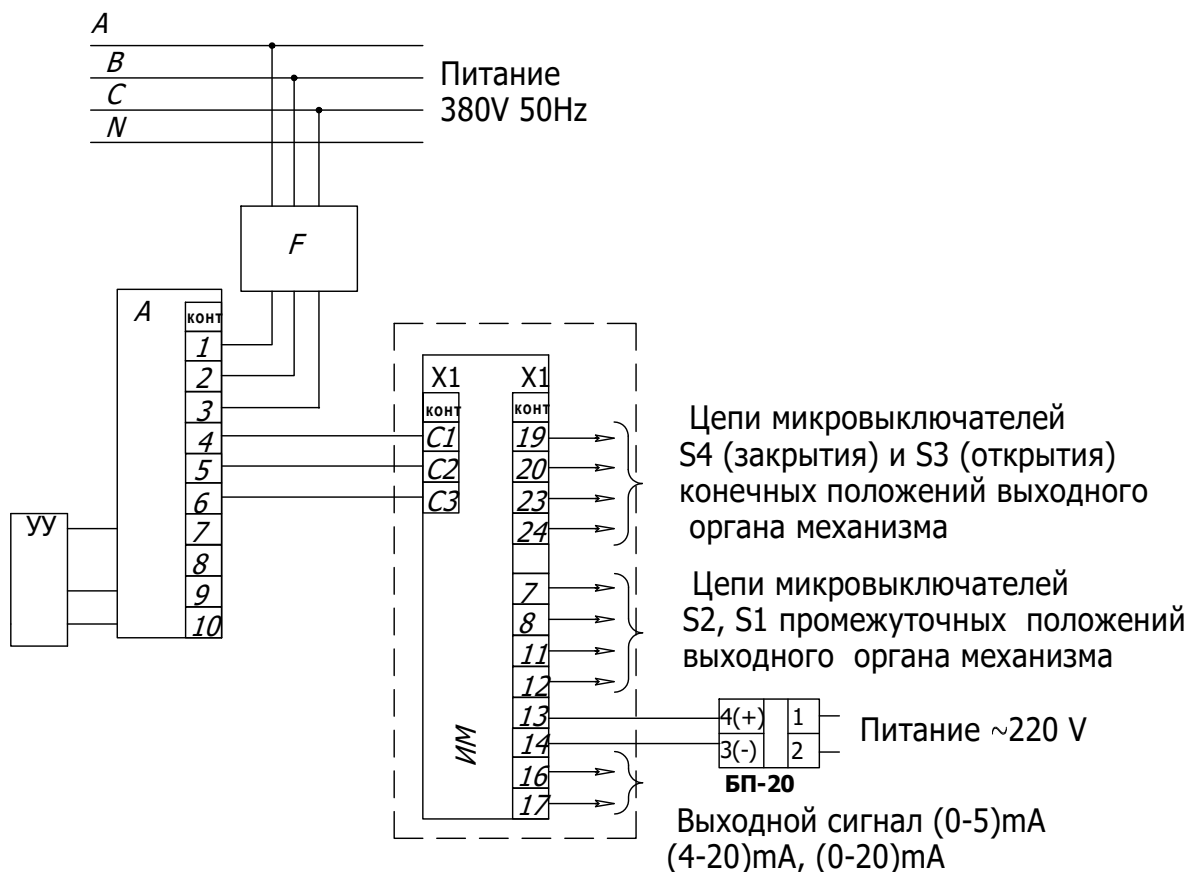 A
B
C
N
Питание
380V 50Hz
F
A
конт
1
2
3
4
5
6
7
8
9
10
УУ
X1
конт
C1
C2
C3
ИМ
X1
конт
19
20
23
24
7
8
11
12
13
14
16
17
Цепи микровыключателей
S4 (закрытия) и S3 (открытия)
конечных положений выходного
органа механизма
Цепи микровыключателей
S2, S1 промежуточных положений
выходного органа механизма
4(+) 1
3(-) 2
БП-20
Питание ~220 V
Выходной сигнал (0-5)mA
(4-20)mA, (0-20)mA